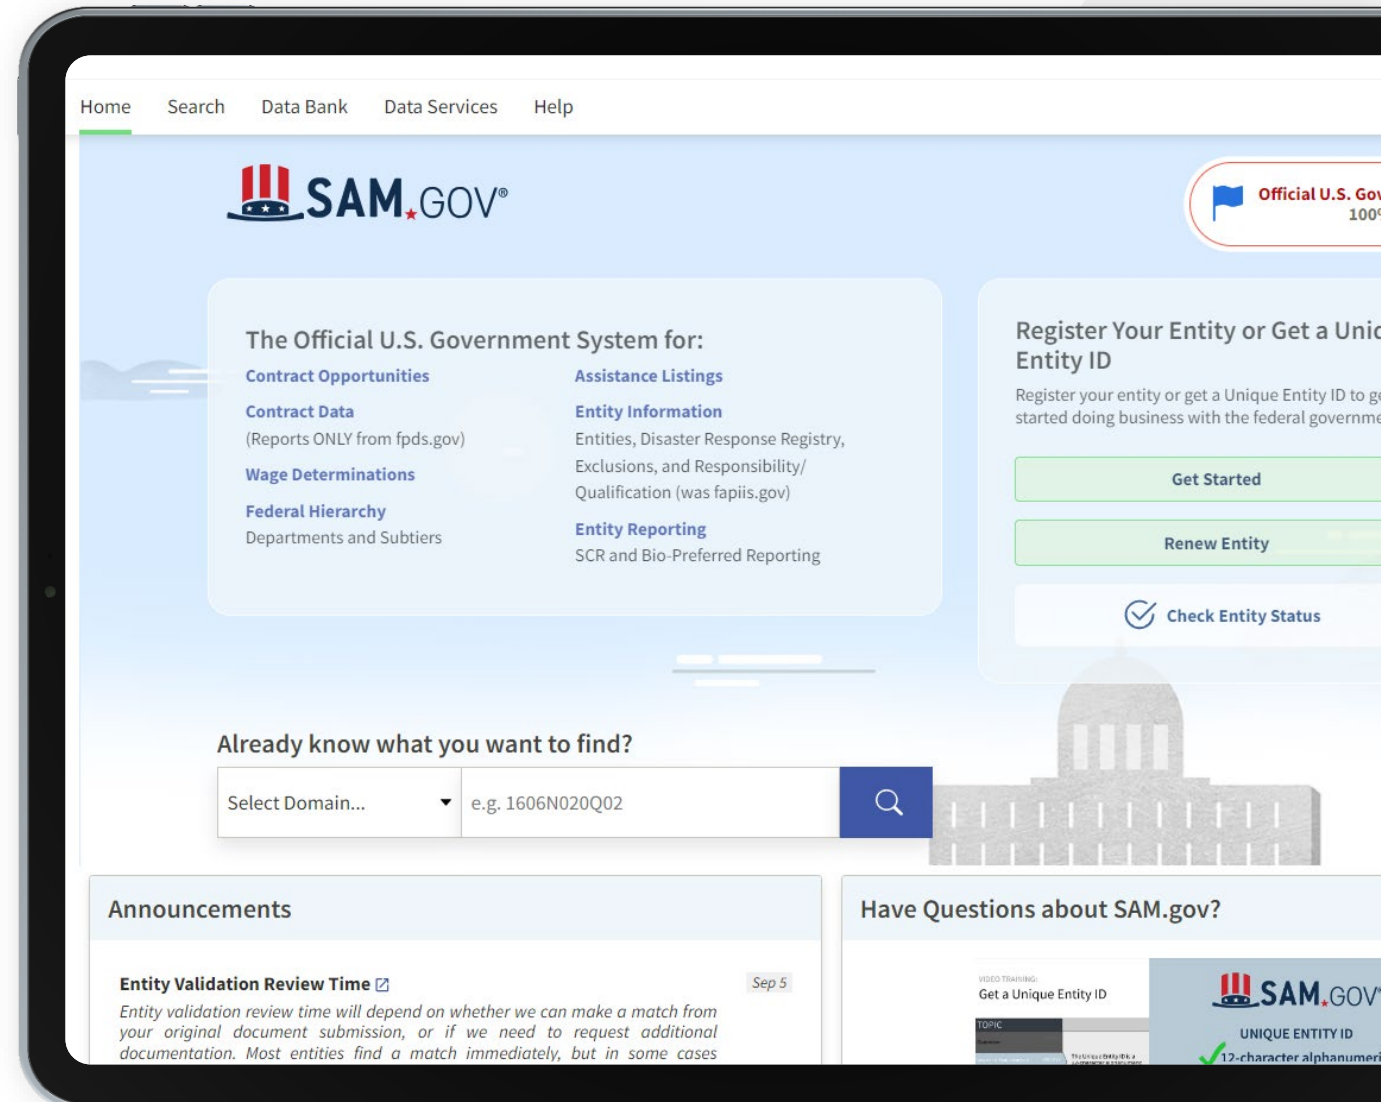 Home Search Data Bank Data Services Help
SAM.GOV®
Official U.S. Gov
100%
The Official U.S. Government System for:
Contract Opportunities
Contract Data
(Reports ONLY from fpds.gov)
Wage Determinations
Federal Hierarchy
Departments and Subtiers
Assistance Listings
Entity Information
Entities, Disaster Response Registry,
Exclusions, and Responsibility/
Qualification (was fapiis.gov)
Entity Reporting
SCR and Bio-Preferred Reporting
Register Your Entity or Get a Uniq
Entity ID
Register your entity or get a Unique Entity ID to ge
started doing business with the federal governme
Get Started
Renew Entity
Check Entity Status
Already know what you want to find?
Select Domain... e.g. 1606N020Q02
Announcements
Entity Validation Review Time Sep 5
Entity validation review time will depend on whether we can make a match from
your original document submission, or if we need to request additional
documentation. Most entities find a match immediately, but in some cases
Have Questions about SAM.gov?
VIDEO TRAINING:
Get a Unique Entity ID
TOPIC
SAM.GOV®
UNIQUE ENTITY ID
12-character alphanumeri